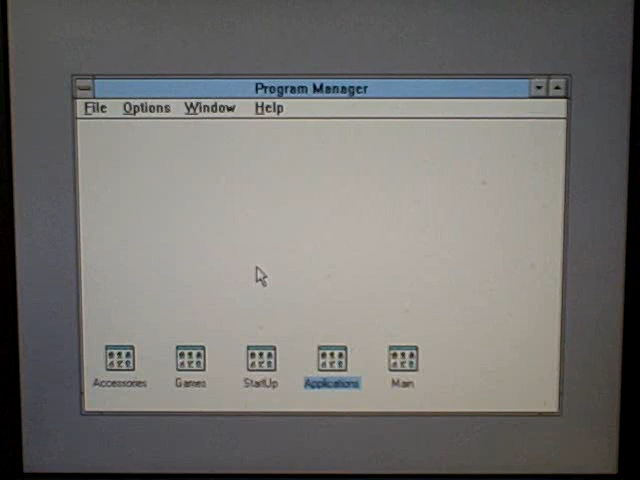 Program Manager
File Options Window Help
Accessories Games StartUp Applications Main